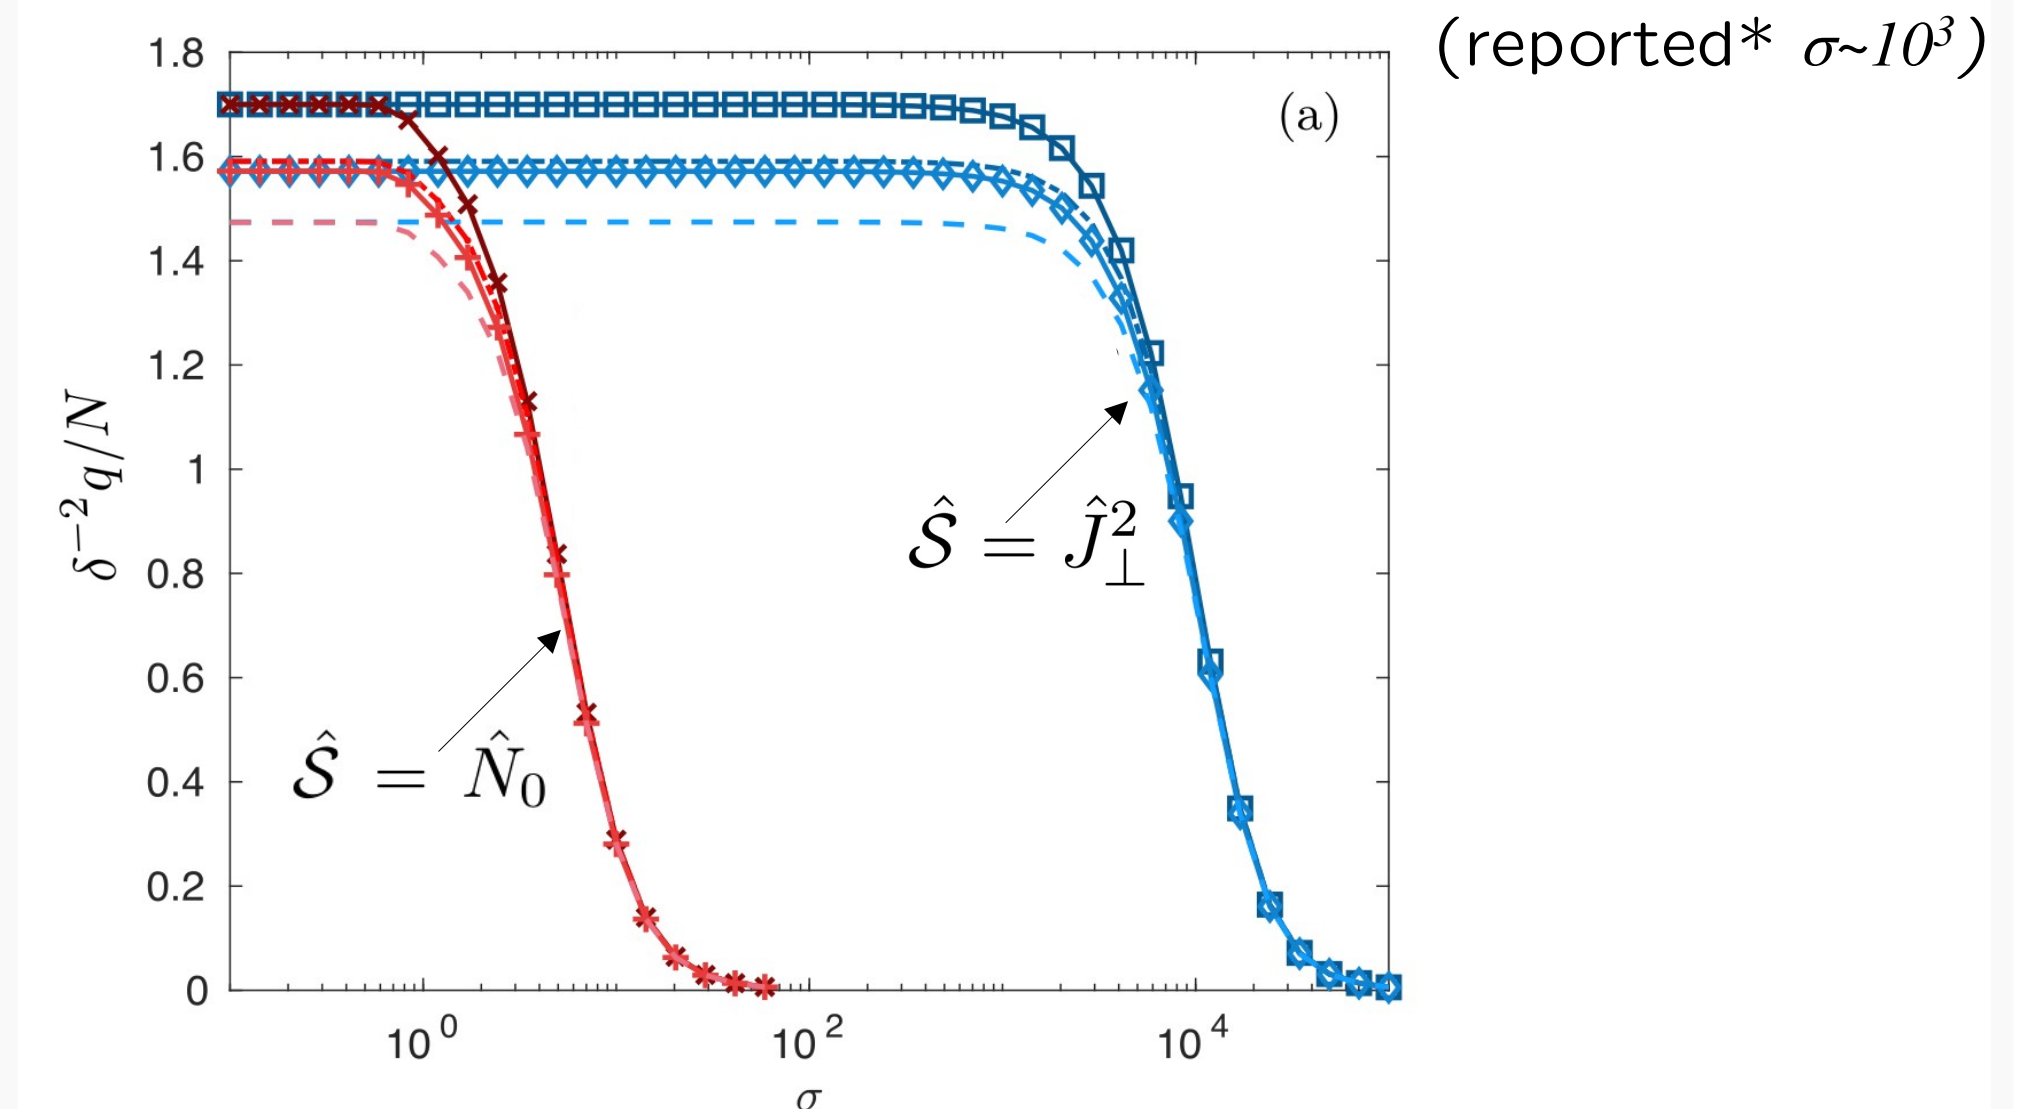 (reported* σ~10³)
(a)
δ⁻²q/N
1.8
1.6
1.4
1.2
1
0.8
0.6
0.4
0.2
0
𝒮̂ = Ĵ²⊥
𝒮̂ = N̂₀
10⁰ 10² 10⁴
σ